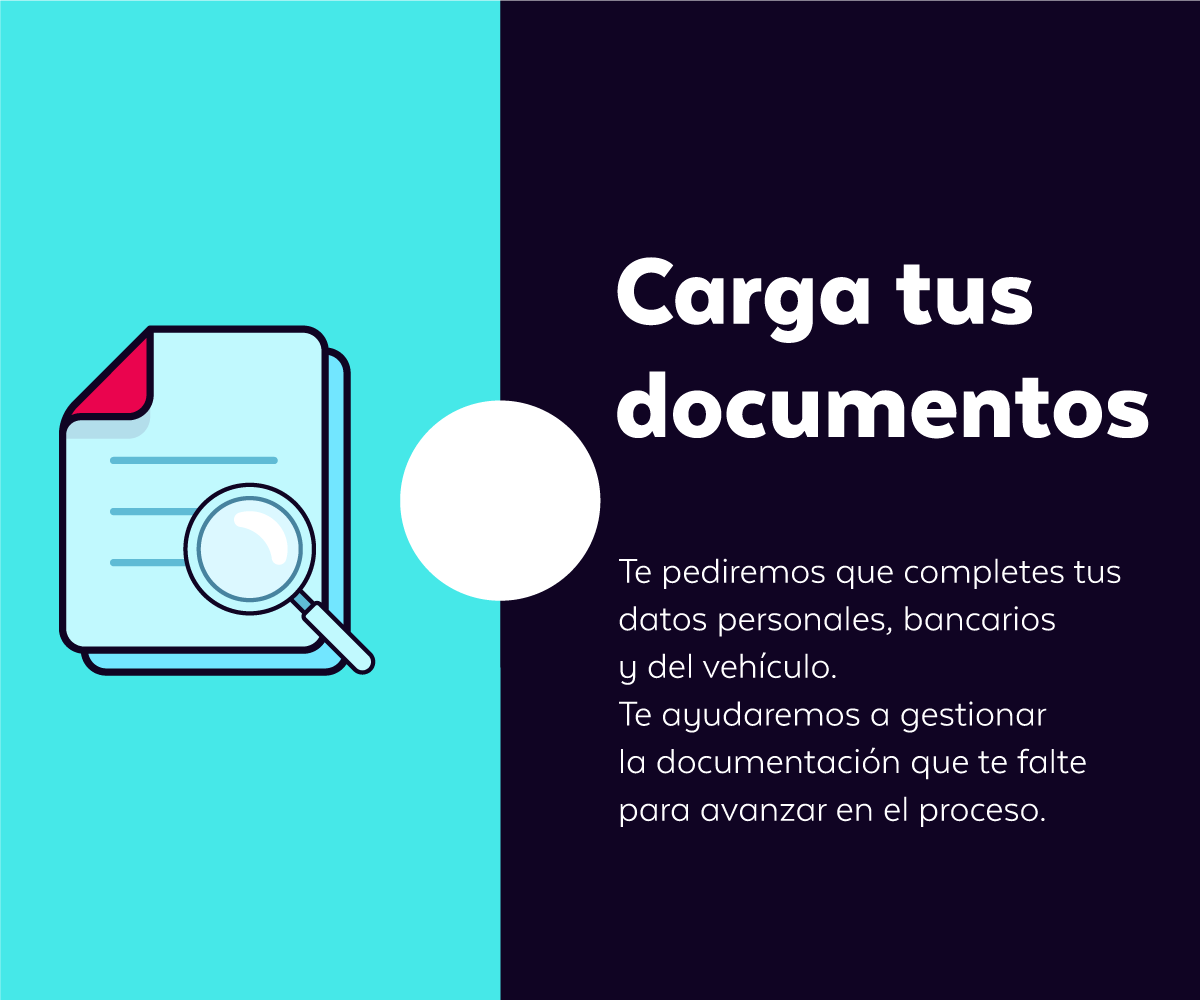 Carga tus
documentos
Te pediremos que completes tus
datos personales, bancarios
y del vehículo.
Te ayudaremos a gestionar
la documentación que te falte
para avanzar en el proceso.